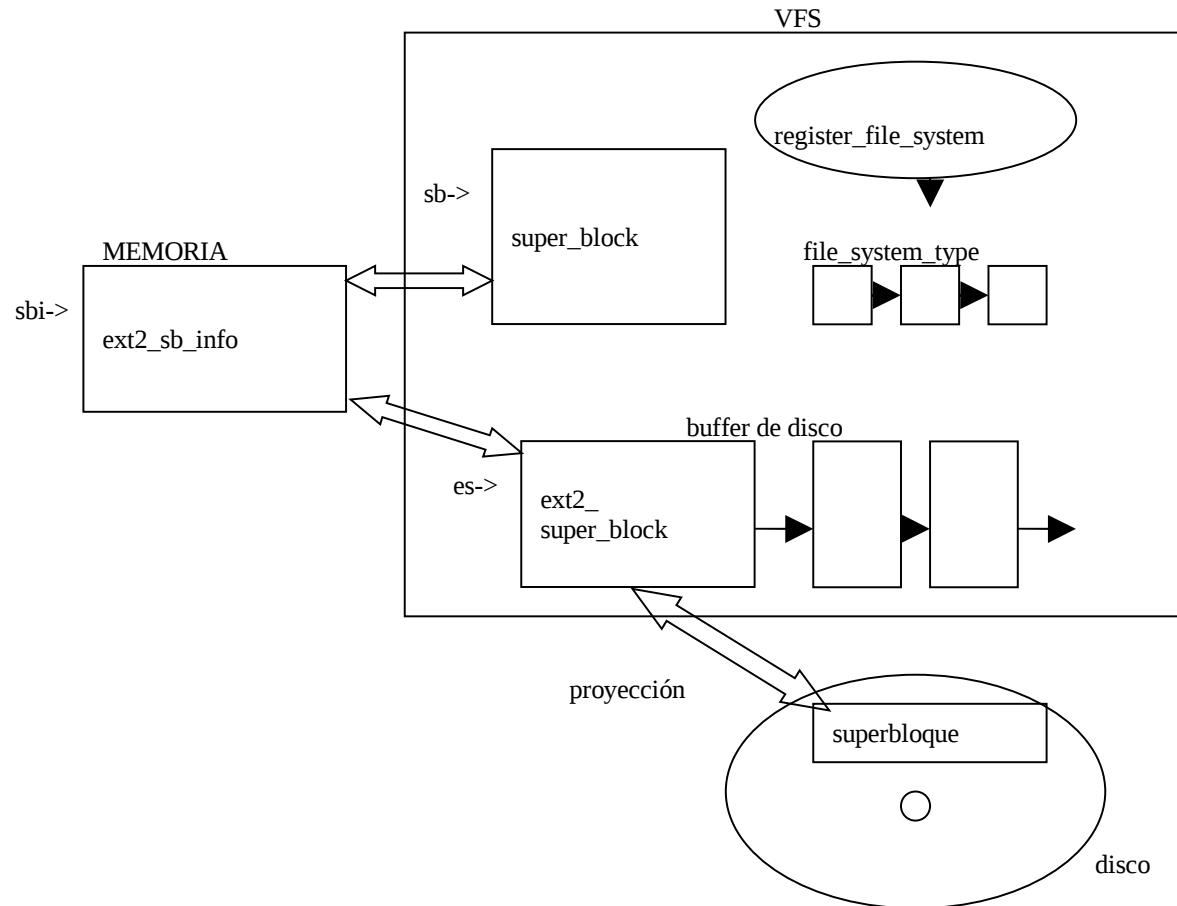 VFS
register_file_system
sb->
super_block
MEMORIA
file_system_type
sbi->
ext2_sb_info
buffer de disco
es->
ext2_
super_block
proyección
superbloque
disco